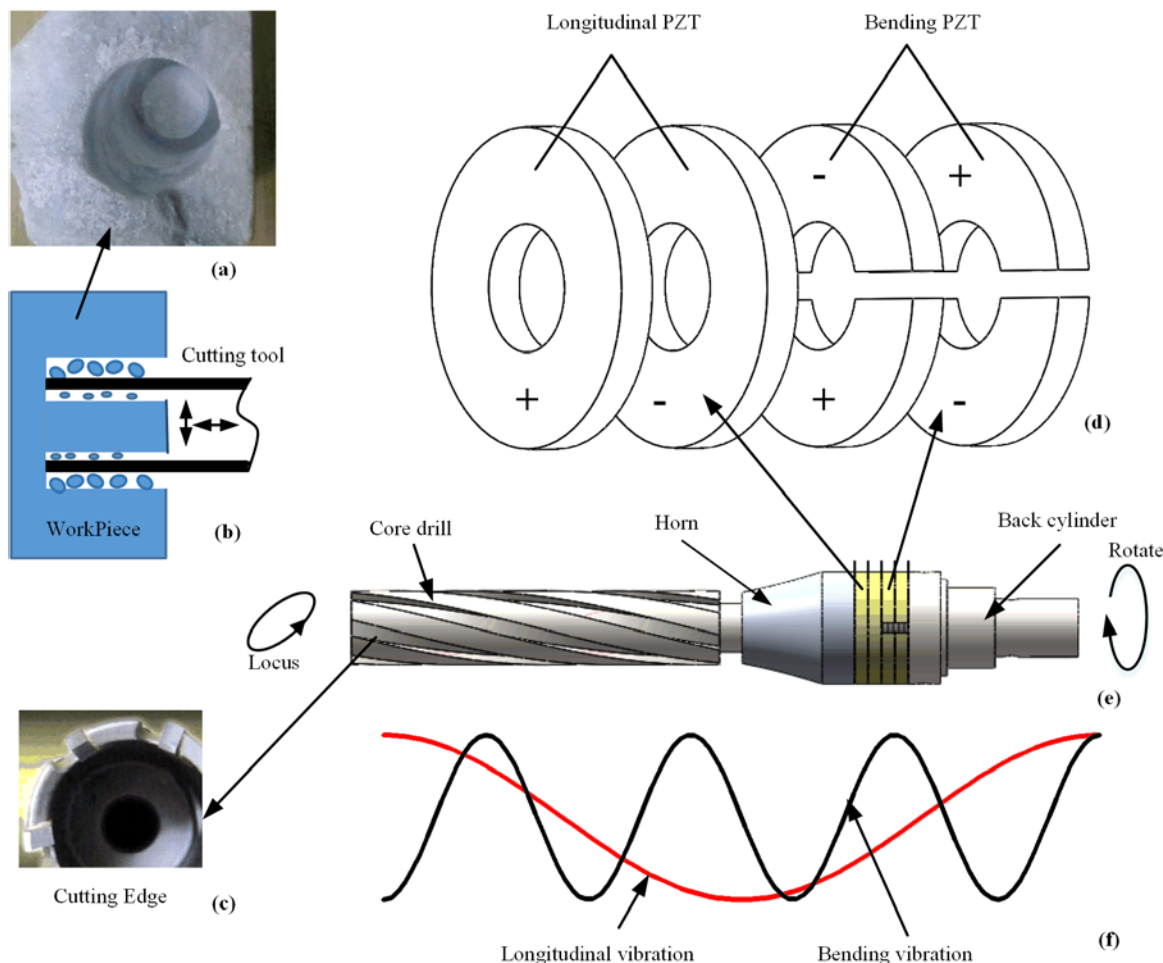 Longitudinal PZT
Bending PZT
-
+
+
-
+
-
(a)
(d)
Cutting tool
WorkPiece
(b)
Core drill
Horn
Back cylinder
Rotate
Locus
(e)
Cutting Edge
(c)
Longitudinal vibration
Bending vibration
(f)